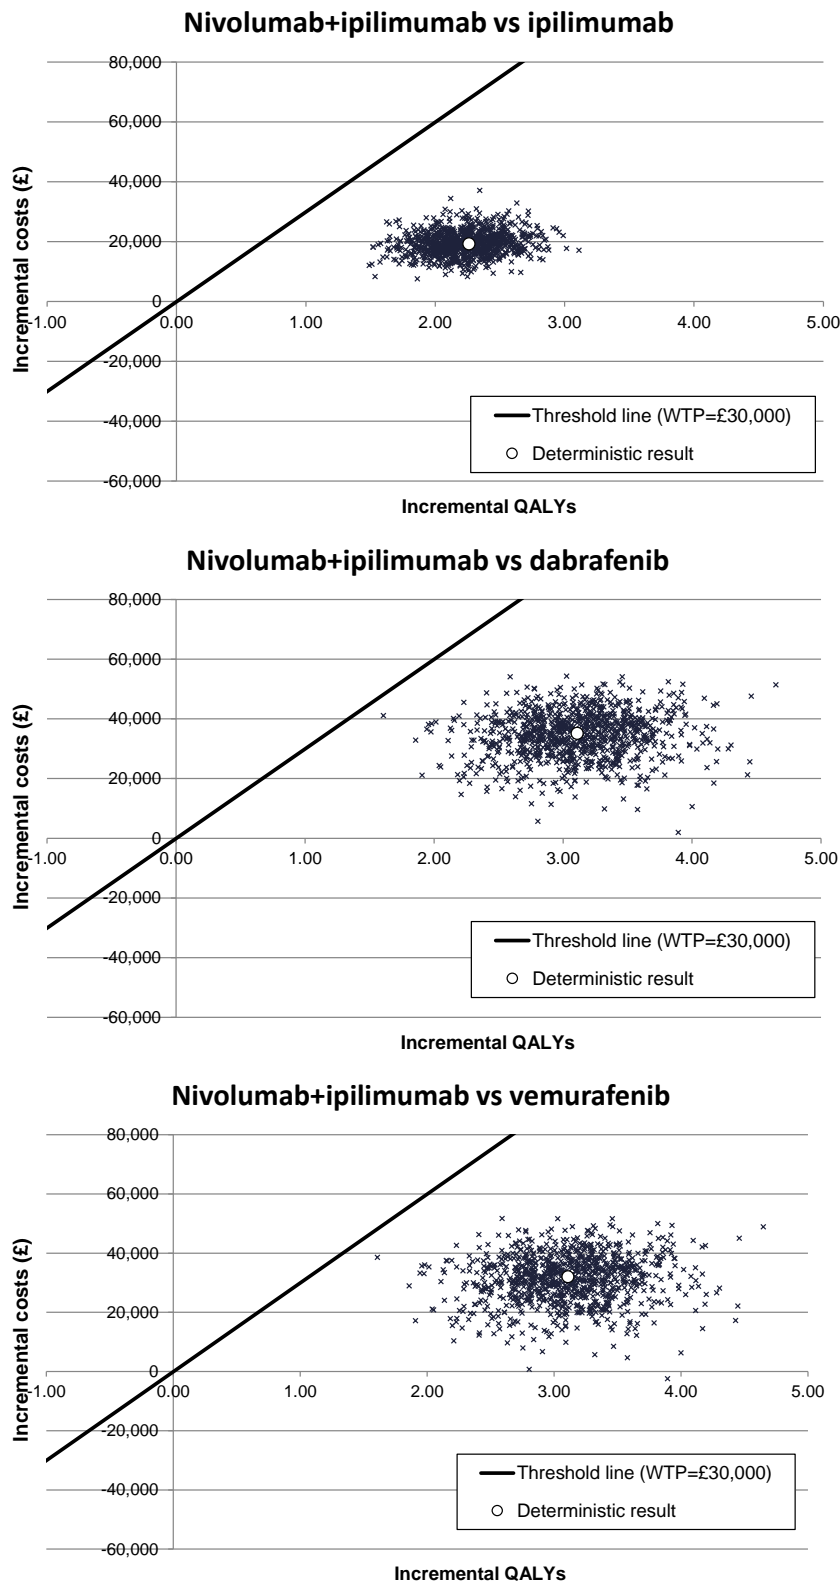 Nivolumab+ipilimumab vs ipilimumab
80,000
60,000
40,000
20,000
0
-1.00 0.00 1.00 2.00 3.00 4.00 5.00
-20,000
-40,000
-60,000
Incremental costs (£)
Threshold line (WTP=£30,000)
Deterministic result
Incremental QALYs
Nivolumab+ipilimumab vs dabrafenib
80,000
60,000
40,000
20,000
0
-1.00 0.00 1.00 2.00 3.00 4.00 5.00
-20,000
-40,000
-60,000
Incremental costs (£)
Threshold line (WTP=£30,000)
Deterministic result
Incremental QALYs
Nivolumab+ipilimumab vs vemurafenib
80,000
60,000
40,000
20,000
0
-1.00 0.00 1.00 2.00 3.00 4.00 5.00
-20,000
-40,000
-60,000
Incremental costs (£)
Threshold line (WTP=£30,000)
Deterministic result
Incremental QALYs